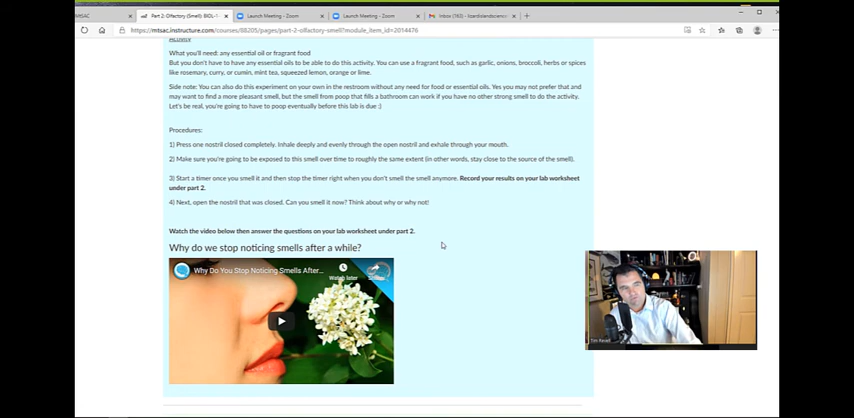 MtSAC
Part 2: Olfactory (Smell): BIOL-1
Launch Meeting - Zoom
Launch Meeting - Zoom
Inbox (160) - lizardislandscience
https://mtsac.instructure.com/courses/88205/pages/part-2-olfactory-smell?module_item_id=2014476
Activity
What you'll need: any essential oil or fragrant food
But you don't have to have any essential oils to be able to do this activity. You can use a fragrant food, such as garlic, onions, broccoli, herbs or spices
like rosemary, curry, or cumin, mint tea, squeezed lemon, orange or lime.
Side note: You can also do this experiment on your own in the restroom without any need for food or essential oils. Yes you may not prefer that and
may want to find a more pleasant smell, but the smell from poop that fills a bathroom can work if you have no other strong smell to do the activity.
Let's be real, you're going to have to poop eventually before this lab is due :)
Procedures:
1) Press one nostril closed completely. Inhale deeply and evenly through the open nostril and exhale through your mouth.
2) Make sure you're going to be exposed to this smell over time to roughly the same extent (in other words, stay close to the source of the smell).
3) Start a timer once you smell it and then stop the timer right when you don't smell the smell anymore. Record your results on your lab worksheet
under part 2.
4) Next, open the nostril that was closed. Can you smell it now? Think about why or why not!
Watch the video below then answer the questions on your lab worksheet under part 2.
Why do we stop noticing smells after a while?
Why Do You Stop Noticing Smells After...
Watch later
Share
Tim Revell